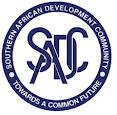 SOUTHERN AFRICAN DEVELOPMENT COMMUNITY
SADC
TOWARDS A COMMON FUTURE